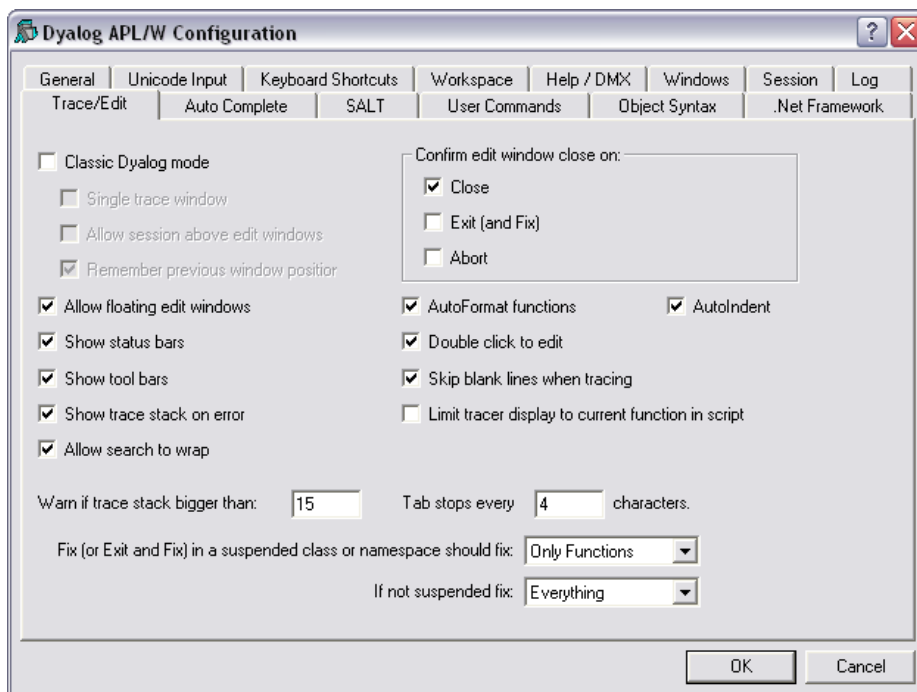 Dyalog APL/W Configuration
General Unicode Input Keyboard Shortcuts Workspace Help / DMX Windows Session Log
Trace/Edit Auto Complete SALT User Commands Object Syntax .Net Framework
Classic Dyalog mode
Single trace window
Allow session above edit windows
Remember previous window positior
Confirm edit window close on:
Close
Exit (and Fix)
Abort
Allow floating edit windows AutoFormat functions AutoIndent
Show status bars Double click to edit
Show tool bars Skip blank lines when tracing
Show trace stack on error Limit tracer display to current function in script
Allow search to wrap
Warn if trace stack bigger than: 15 Tab stops every 4 characters.
Fix (or Exit and Fix) in a suspended class or namespace should fix: Only Functions
If not suspended fix: Everything
OK Cancel